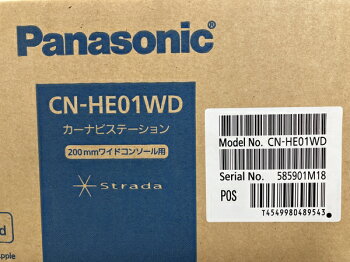 Panasonic®
CN-HE01WD
カーナビステーション
200mmワイドコンソール用
Strada
Model No. CN-HE01WD
Serial No. 585901M18
POS
T4549980489543
d